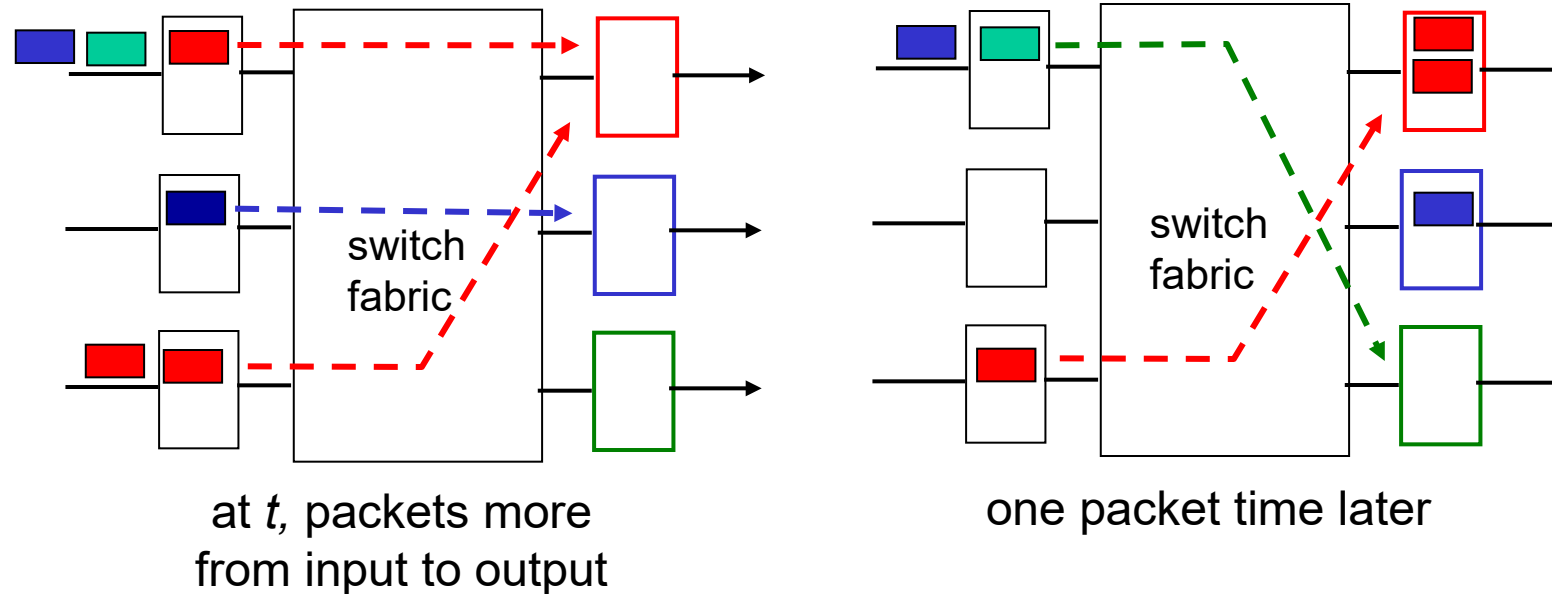 switch
fabric
at t, packets more
from input to output
switch
fabric
one packet time later